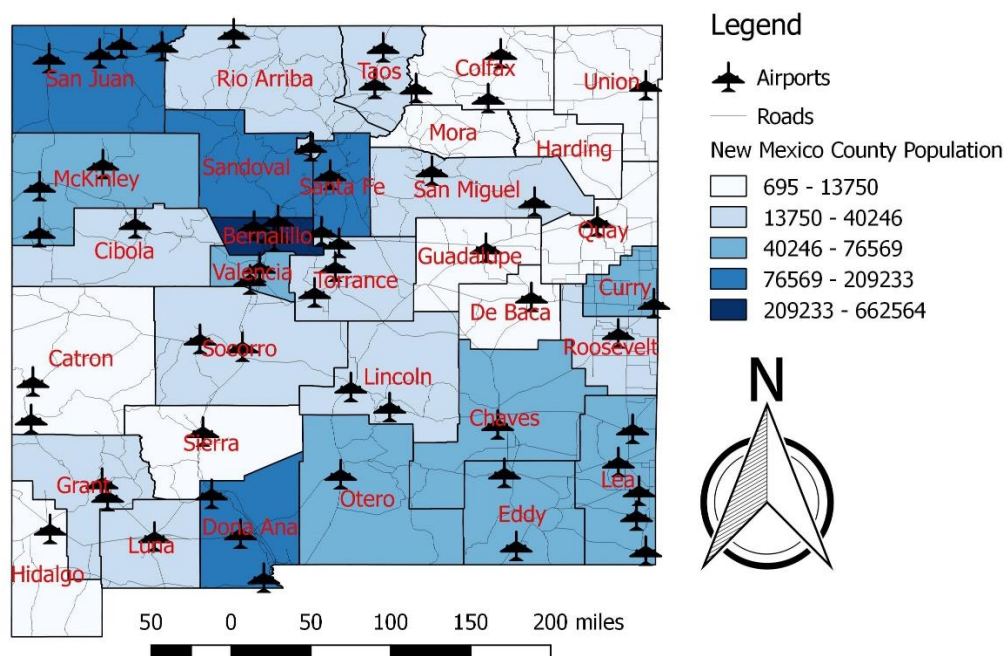 Legend
Airports
Roads
New Mexico County Population
695 - 13750
13750 - 40246
40246 - 76569
76569 - 209233
209233 - 662564
N
San Juan
Rio Arriba
Taos
Colfax
Union
Mora
Harding
McKinley
Sandoval
Santa Fe
San Miguel
Cibola
Bernalillo
Quay
Valencia
Torrance
Guadalupe
Curry
De Baca
Catron
Socorro
Roosevelt
Lincoln
Sierra
Chaves
Grant
Luna
Dona Ana
Otero
Eddy
Lea
Hidalgo
50 0 50 100 150 200 miles